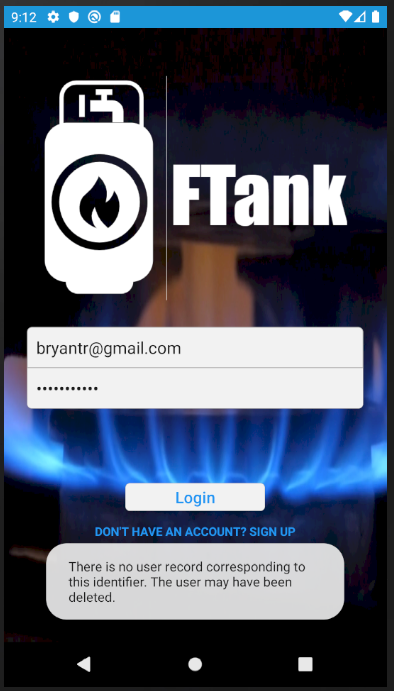 9:12
FTank
bryantr@gmail.com
•••••••••••
Login
DON'T HAVE AN ACCOUNT? SIGN UP
There is no user record corresponding to
this identifier. The user may have been
deleted.